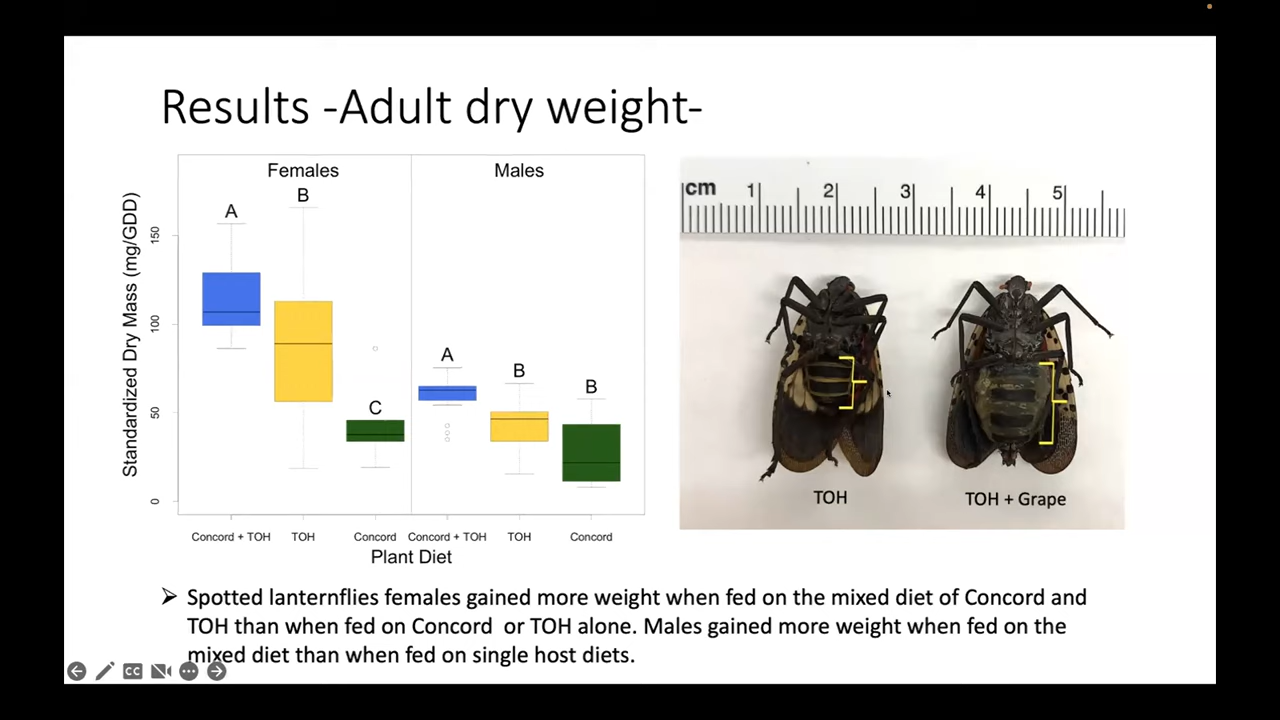 Results -Adult dry weight-
Females
Males
Standardized Dry Mass (mg/GDD)
150
100
50
0
A
B
C
A
B
B
Concord + TOH
TOH
Concord
Concord + TOH
TOH
Concord
Plant Diet
cm 1 2 3 4 5
TOH
TOH + Grape
Spotted lanternflies females gained more weight when fed on the mixed diet of Concord and
TOH than when fed on Concord or TOH alone. Males gained more weight when fed on the
mixed diet than when fed on single host diets.
CC